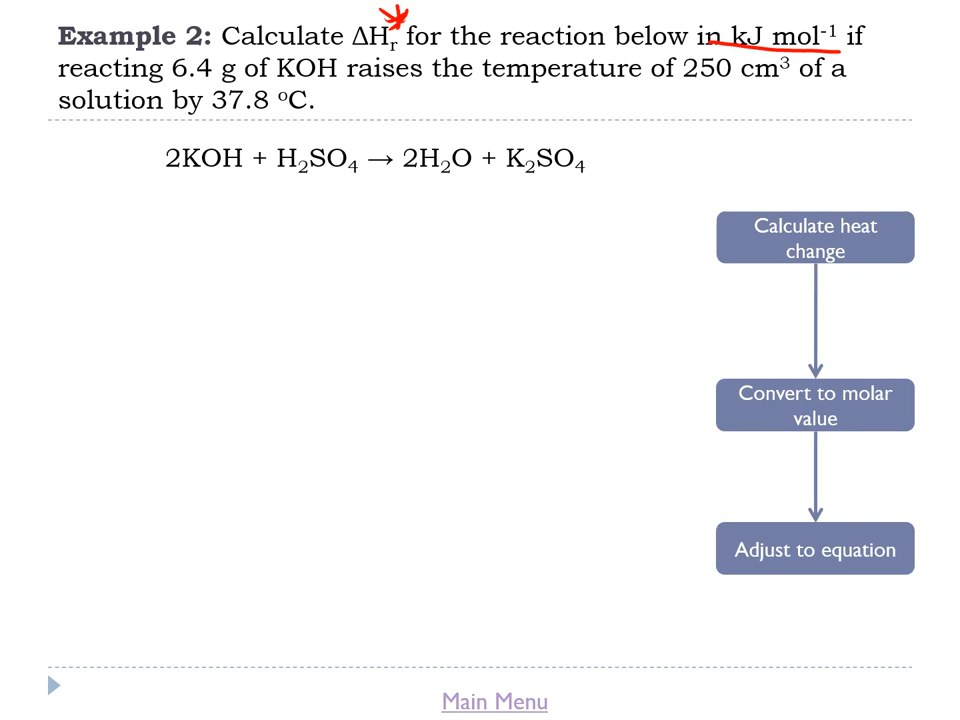 Example 2: Calculate ΔHᵣ for the reaction below in kJ mol⁻¹ if
reacting 6.4 g of KOH raises the temperature of 250 cm³ of a
solution by 37.8 ᵒC.
2KOH + H₂SO₄ → 2H₂O + K₂SO₄
Calculate heat
change
Convert to molar
value
Adjust to equation
Main Menu